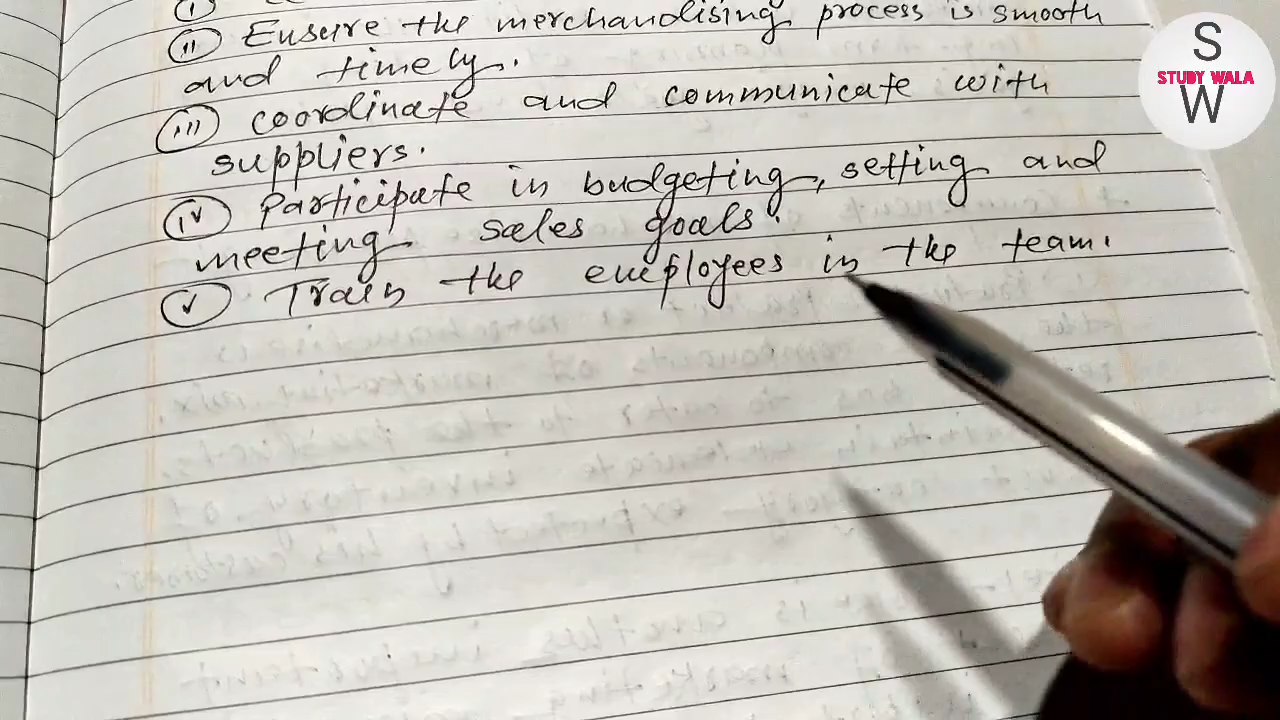 (i)
(ii) Ensure the merchandising process is smooth
and timely.
(iii) coordinate and communicate with
suppliers.
(iv) Participate in budgeting, setting and
meeting sales goals.
(v) Train the employees in the team.
S
STUDY WALA
W